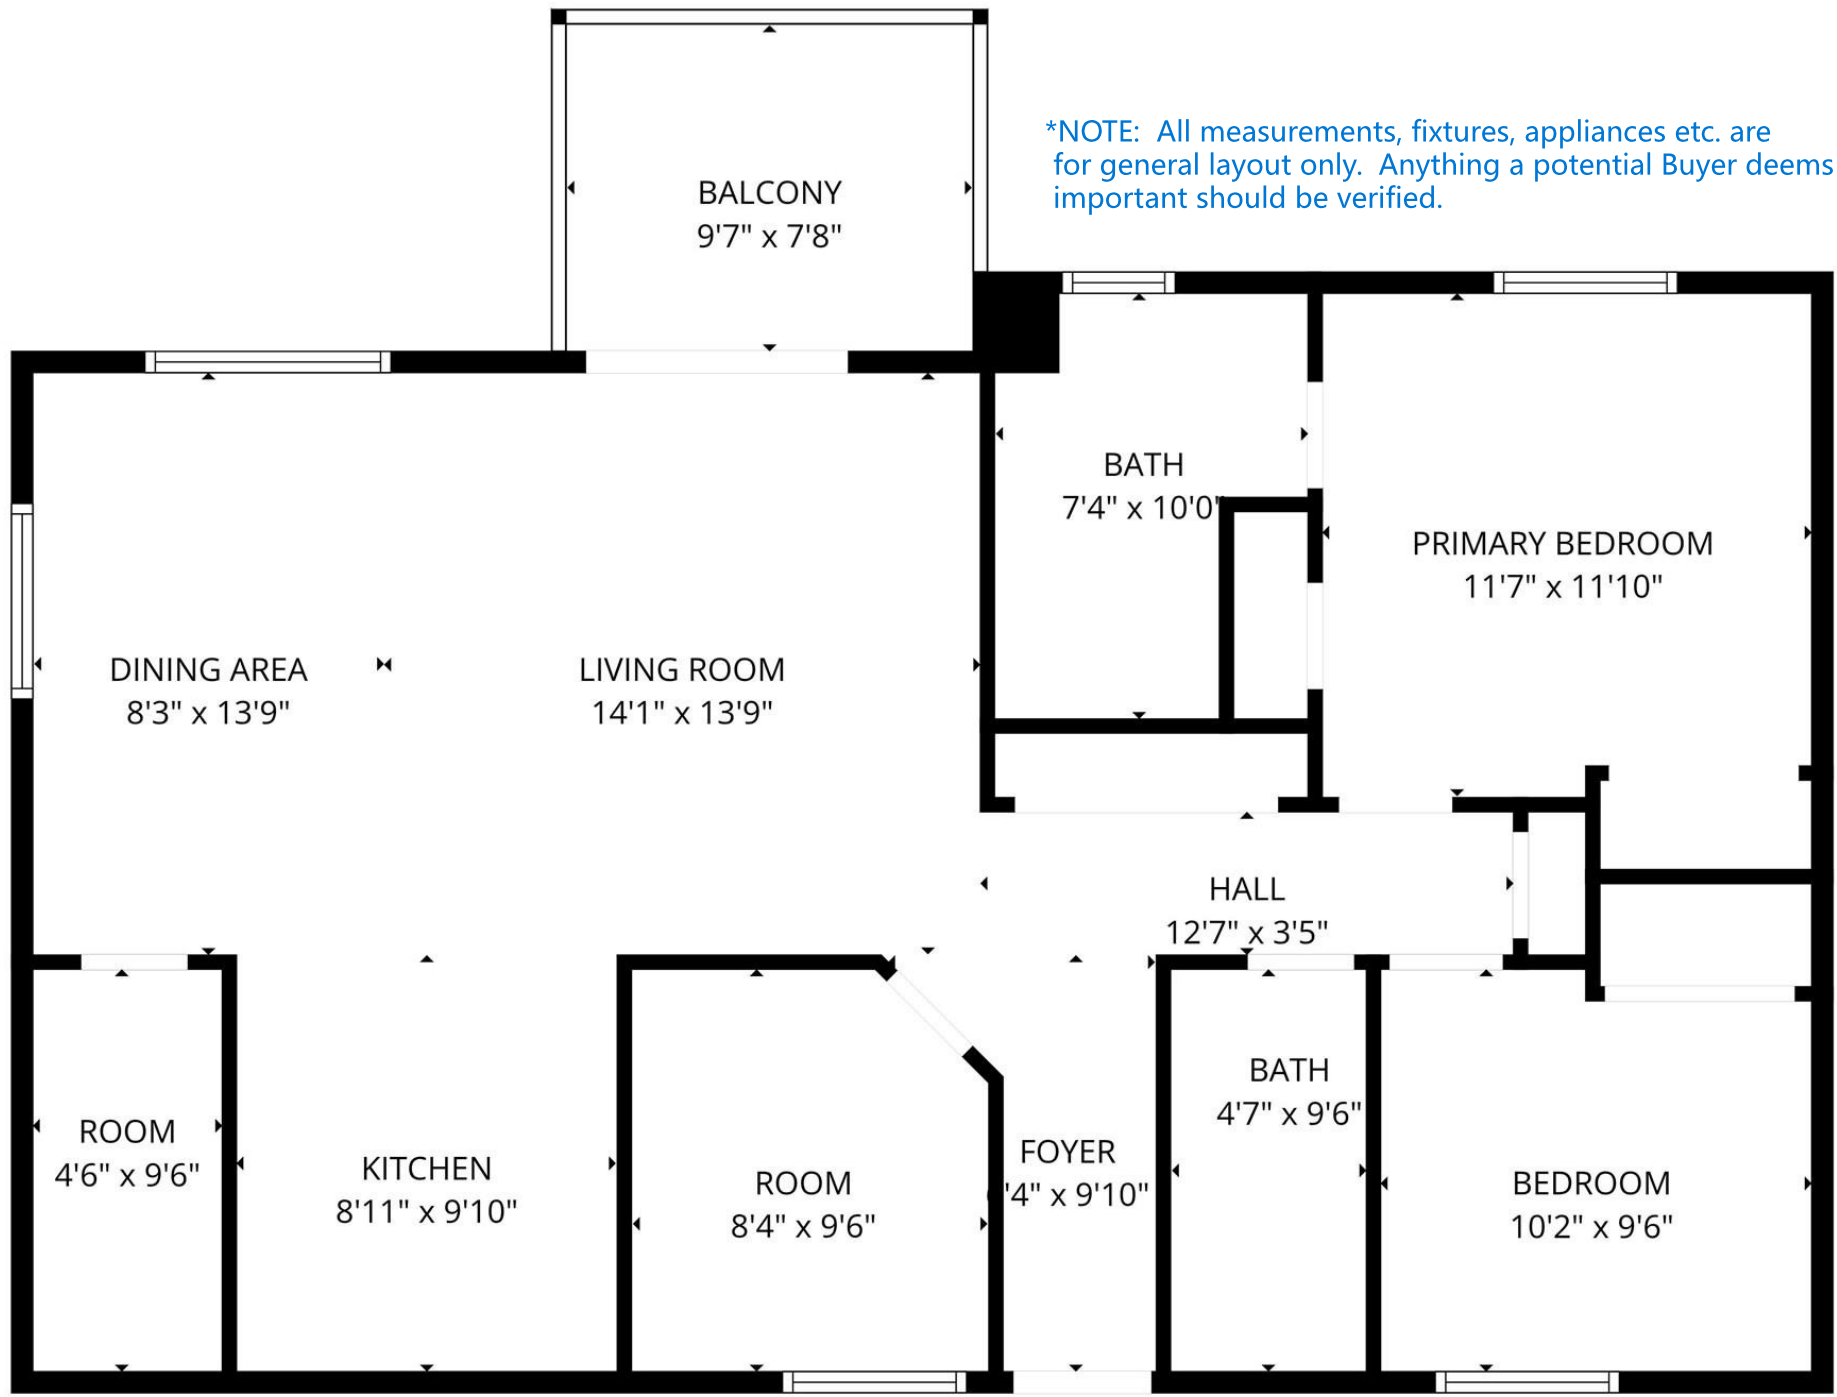 *NOTE: All measurements, fixtures, appliances etc. are
for general layout only. Anything a potential Buyer deems
important should be verified.
BALCONY
9'7" x 7'8"
BATH
7'4" x 10'0"
PRIMARY BEDROOM
11'7" x 11'10"
DINING AREA
8'3" x 13'9"
LIVING ROOM
14'1" x 13'9"
HALL
12'7" x 3'5"
ROOM
4'6" x 9'6"
KITCHEN
8'11" x 9'10"
ROOM
8'4" x 9'6"
FOYER
'4" x 9'10"
BATH
4'7" x 9'6"
BEDROOM
10'2" x 9'6"